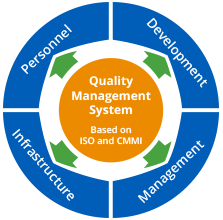 Personnel
Development
Quality
Management
System
Based on
ISO and CMMI
Infrastructure
Management